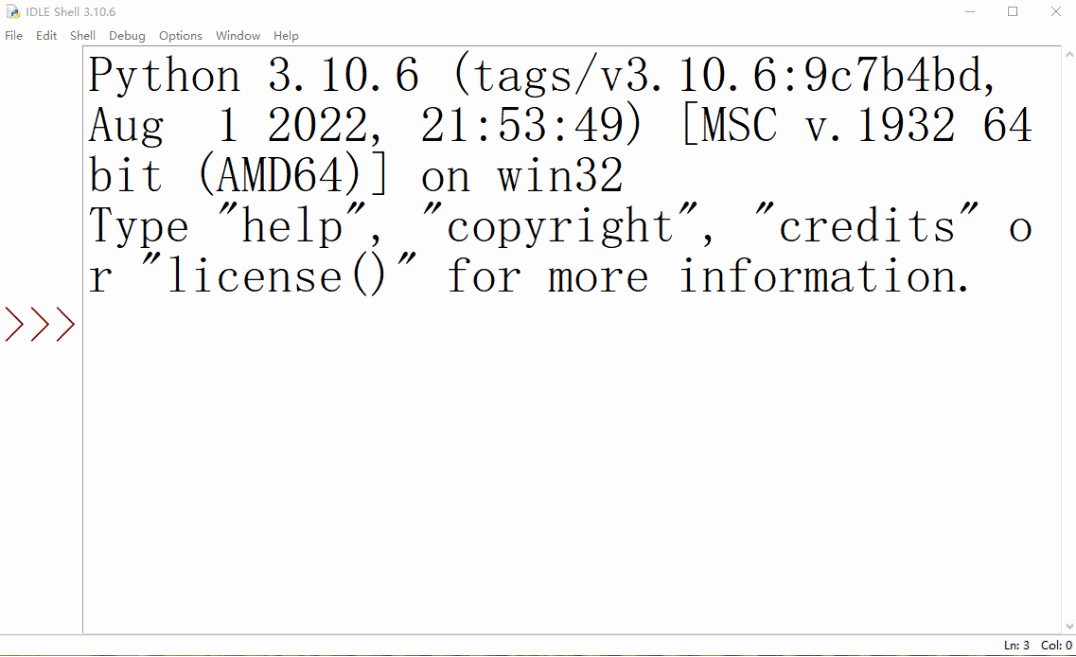 IDLE Shell 3.10.6
File Edit Shell Debug Options Window Help
Python 3.10.6 (tags/v3.10.6:9c7b4bd,
Aug  1 2022, 21:53:49) [MSC v.1932 64
bit (AMD64)] on win32
Type "help", "copyright", "credits" o
r "license()" for more information.
>>>
Ln: 3 Col: 0